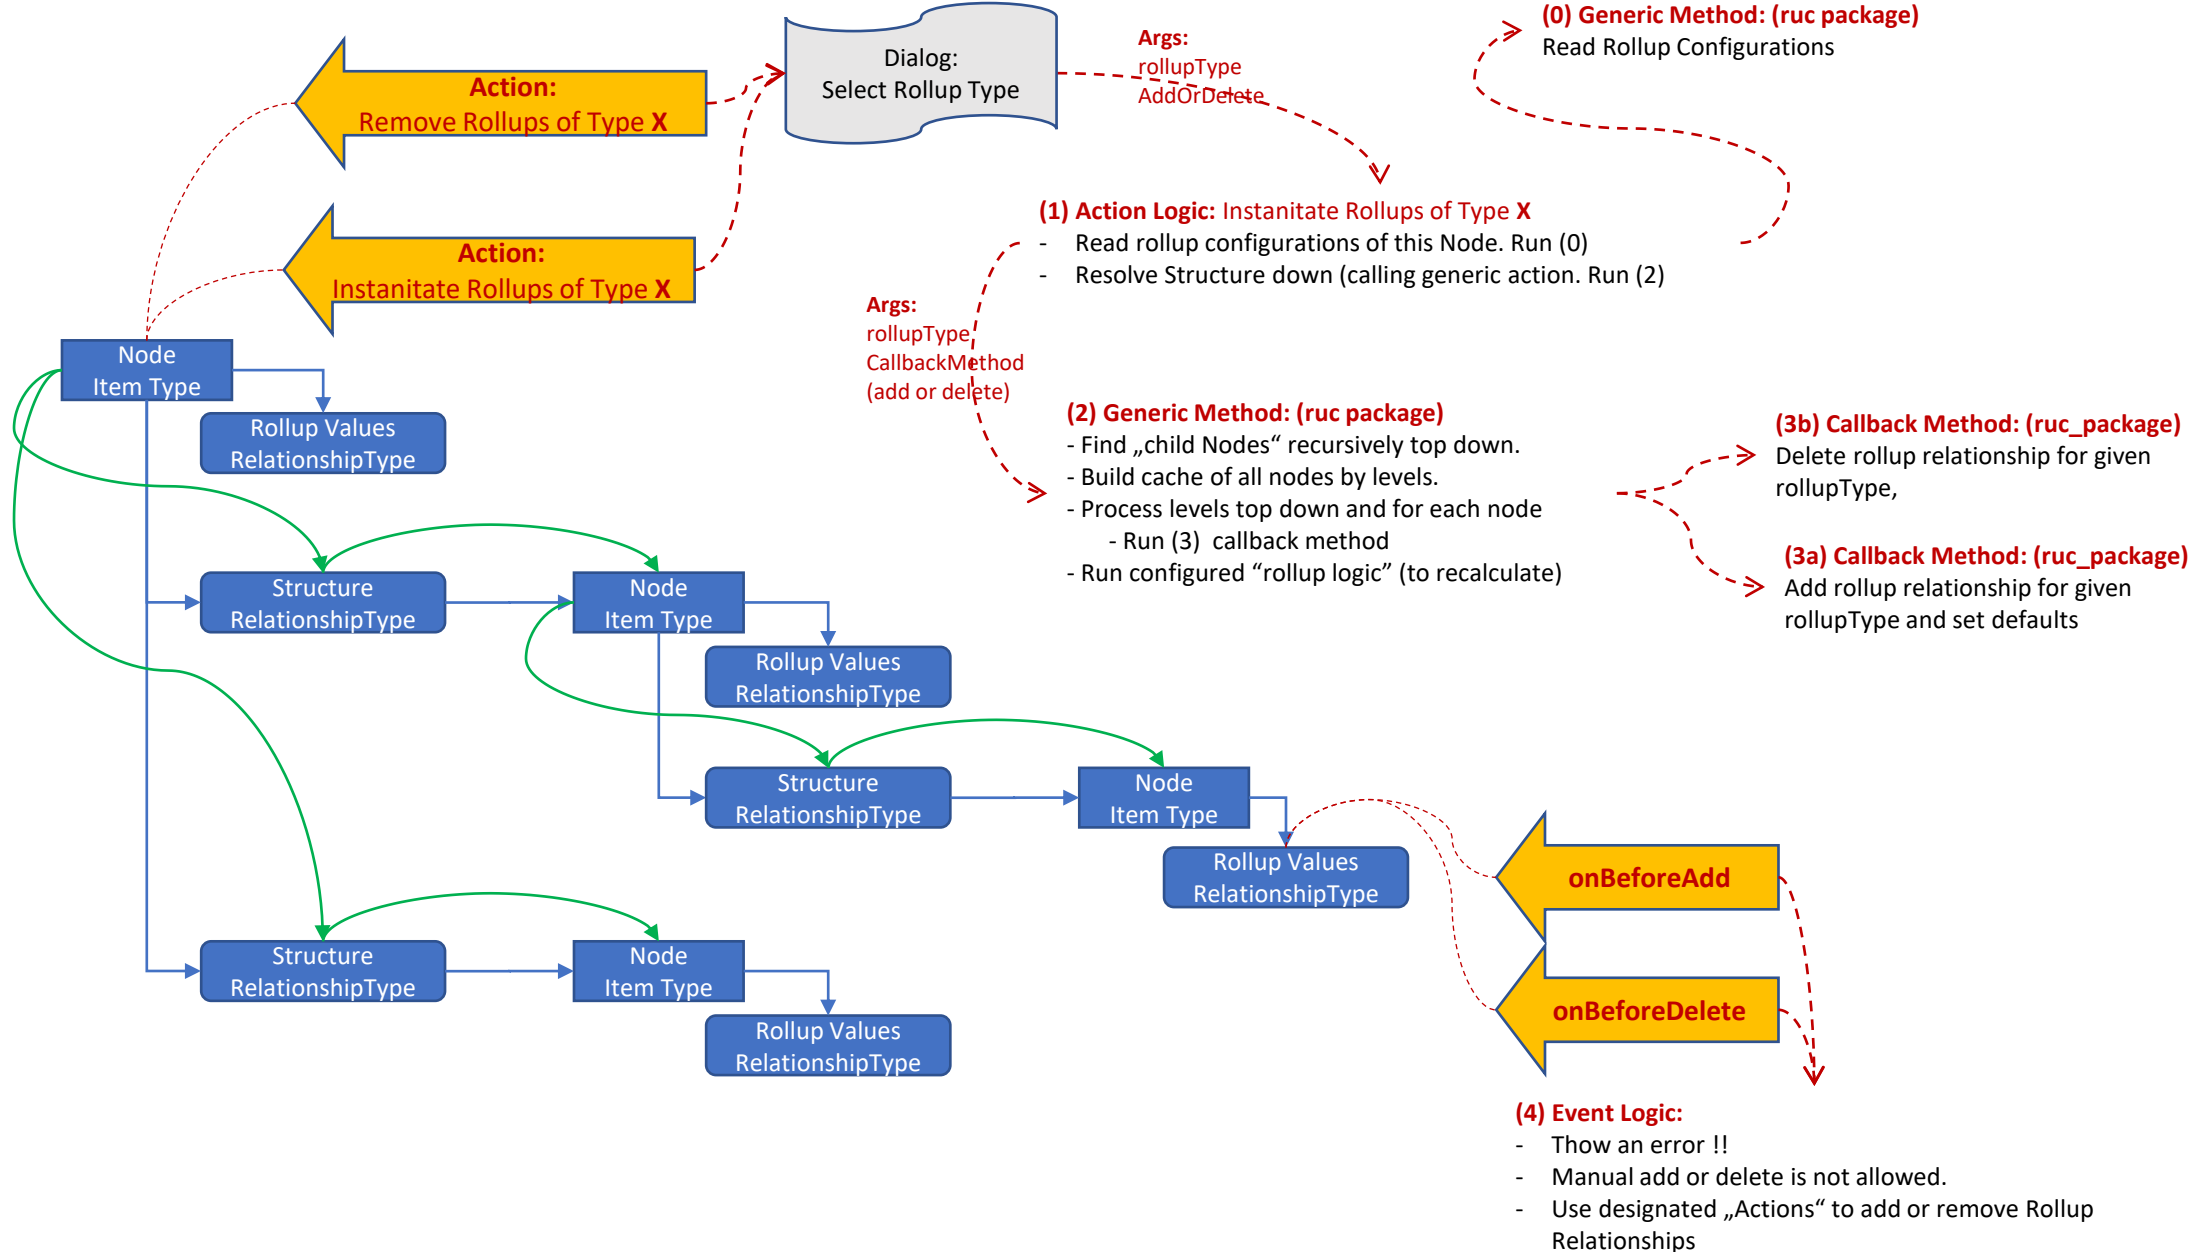 (0) Generic Method: (ruc package)
Read Rollup Configurations
Dialog:
Select Rollup Type
Args:
rollupType
AddOrDelete
Action:
Remove Rollups of Type X
Action:
Instanitate Rollups of Type X
(1) Action Logic: Instanitate Rollups of Type X
- Read rollup configurations of this Node. Run (0)
- Resolve Structure down (calling generic action. Run (2)
Args:
rollupType
CallbackMethod
(add or delete)
Node
Item Type
Rollup Values
RelationshipType
(2) Generic Method: (ruc package)
- Find „child Nodes“ recursively top down.
- Build cache of all nodes by levels.
- Process levels top down and for each node
- Run (3) callback method
- Run configured “rollup logic” (to recalculate)
(3b) Callback Method: (ruc_package)
Delete rollup relationship for given
rollupType,
(3a) Callback Method: (ruc_package)
Add rollup relationship for given
rollupType and set defaults
Structure
RelationshipType
Node
Item Type
Rollup Values
RelationshipType
Structure
RelationshipType
Node
Item Type
Rollup Values
RelationshipType
onBeforeAdd
Structure
RelationshipType
Node
Item Type
Rollup Values
RelationshipType
onBeforeDelete
(4) Event Logic:
- Thow an error !!
- Manual add or delete is not allowed.
- Use designated „Actions“ to add or remove Rollup
Relationships